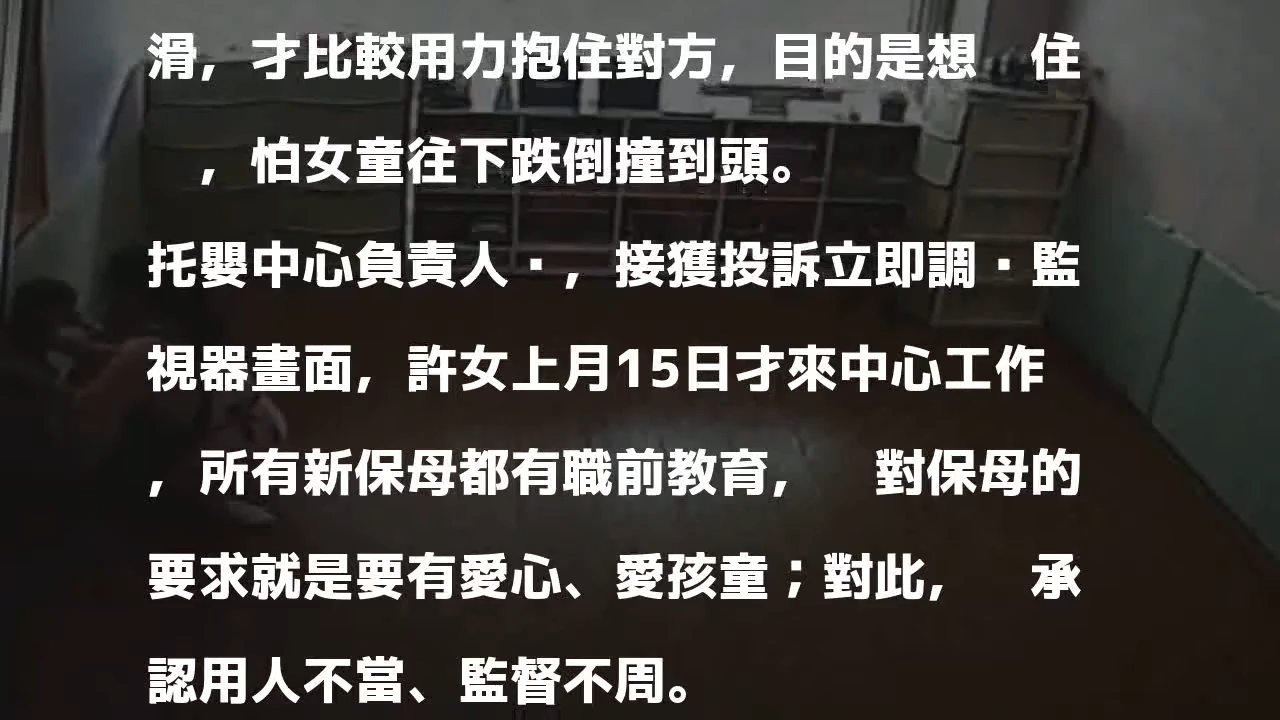 滑，才比較用力抱住對方，目的是想　住
　，怕女童往下跌倒撞到頭。
托嬰中心負責人·，接獲投訴立即調·監
視器畫面，許女上月15日才來中心工作
，所有新保母都有職前教育，　對保母的
要求就是要有愛心、愛孩童；對此，　承
認用人不當、監督不周。